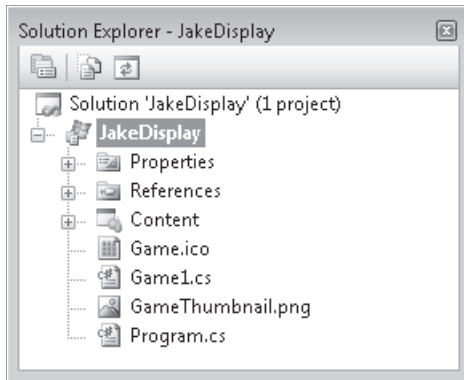 Solution Explorer - JakeDisplay
Solution 'JakeDisplay' (1 project)
JakeDisplay
Properties
References
Content
Game.ico
Game1.cs
GameThumbnail.png
Program.cs